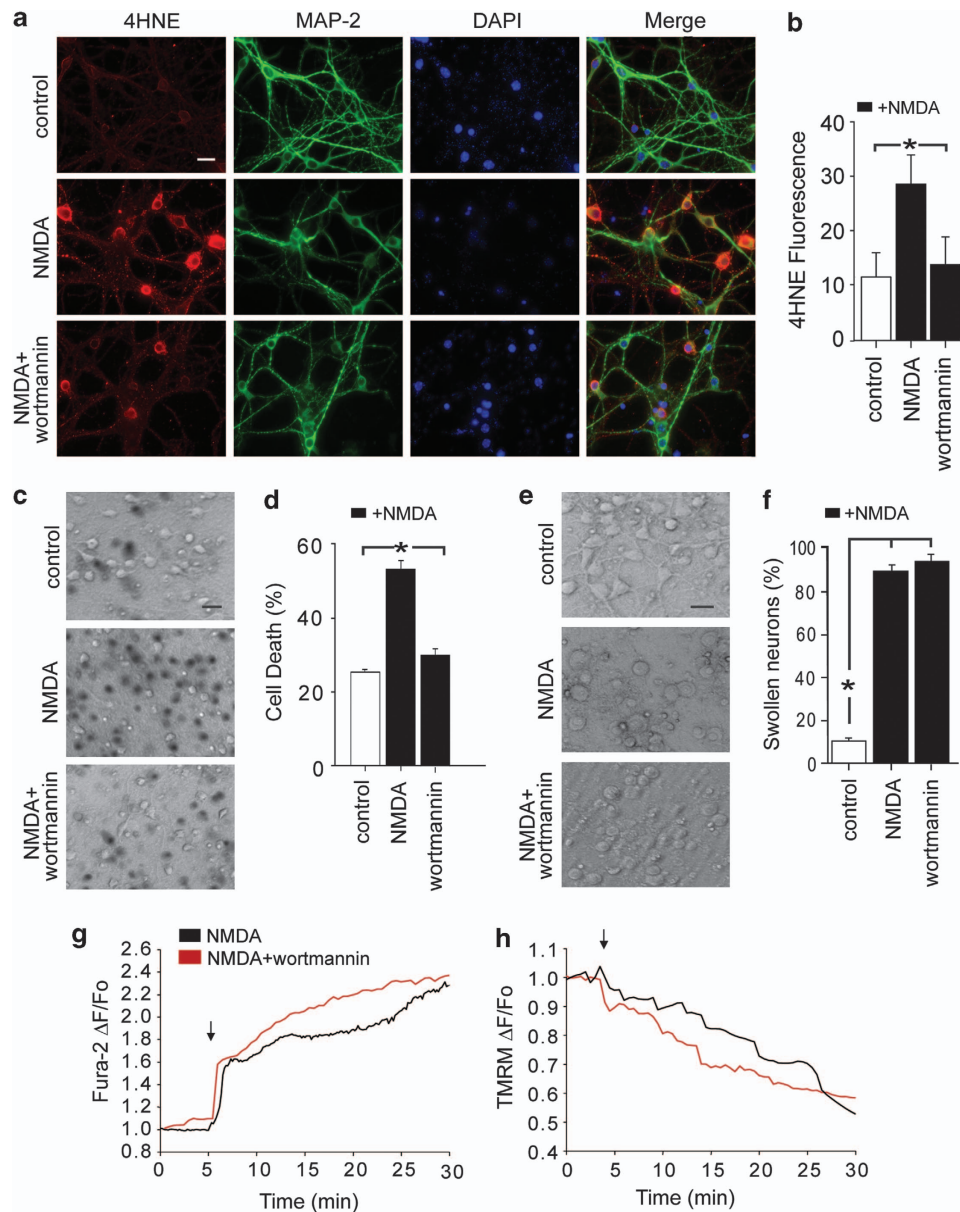 a
4HNE
MAP-2
DAPI
Merge
control
NMDA
NMDA+
wortmannin
b
+NMDA
*
4HNE Fluorescence
40
30
20
10
0
control
NMDA
wortmannin
c
control
NMDA
NMDA+
wortmannin
d
+NMDA
*
Cell Death (%)
60
40
20
0
control
NMDA
wortmannin
e
control
NMDA
NMDA+
wortmannin
f
+NMDA
*
Swollen neurons (%)
100
80
60
40
20
0
control
NMDA
wortmannin
g
NMDA
NMDA+wortmannin
Fura-2 ΔF/Fo
2.6
2.4
2.2
2.0
1.8
1.6
1.4
1.2
1.0
0.8
0 5 10 15 20 25 30
Time (min)
h
TMRM ΔF/Fo
1.1
1.0
0.9
0.8
0.7
0.6
0.5
0.4
0 5 10 15 20 25 30
Time (min)